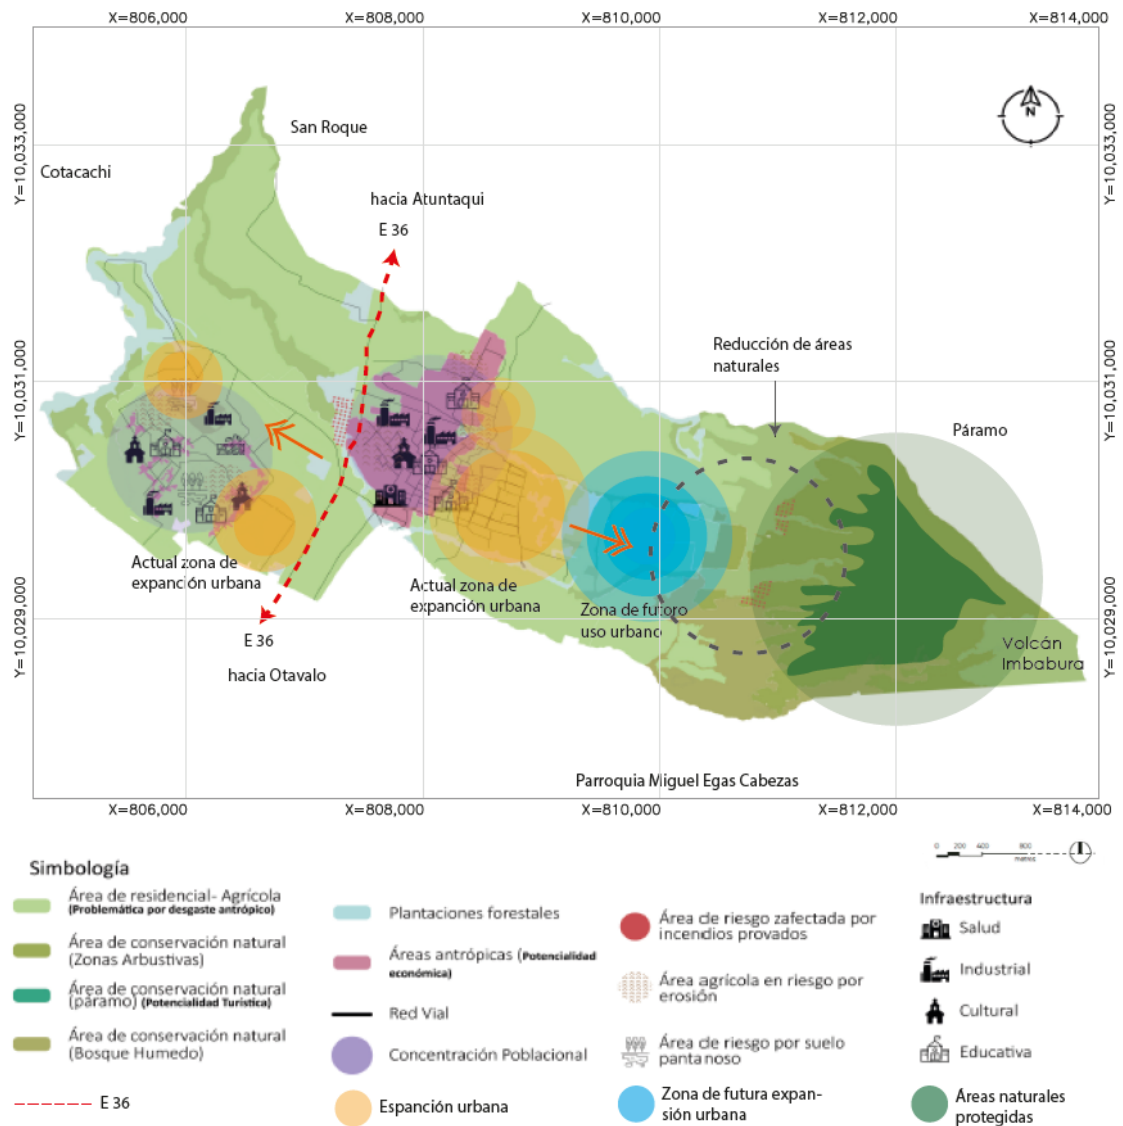 X=806,000
X=808,000
X=810,000
X=812,000
X=814,000
Y=10,033,000
Y=10,033,000
San Roque
Cotacachi
N
hacia Atuntaqui
E 36
Reducción de áreas
naturales
Y=10,031,000
Y=10,031,000
Páramo
Actual zona de
expanción urbana
Actual zona de
expanción urbana
Zona de futoro
uso urbano
Y=10,029,000
Y=10,029,000
E 36
hacia Otavalo
Volcán
Imbabura
Parroquia Miguel Egas Cabezas
X=806,000
X=808,000
X=810,000
X=812,000
X=814,000
0 200 400 800
metros
Simbología
Área de residencial- Agrícola
(Problemática por desgaste antrópico)
Área de conservación natural
(Zonas Arbustivas)
Área de conservación natural
(páramo) (Potencialidad Turística)
Área de conservación natural
(Bosque Humedo)
E 36
Plantaciones forestales
Áreas antrópicas (Potencialidad
económica)
Red Vial
Concentración Poblacional
Espanción urbana
Área de riesgo zafectada por
incendios provados
Área agrícola en riesgo por
erosión
Área de riesgo por suelo
pantanoso
Zona de futura expan-
sión urbana
Infraestructura
Salud
Industrial
Cultural
Educativa
Áreas naturales
protegidas